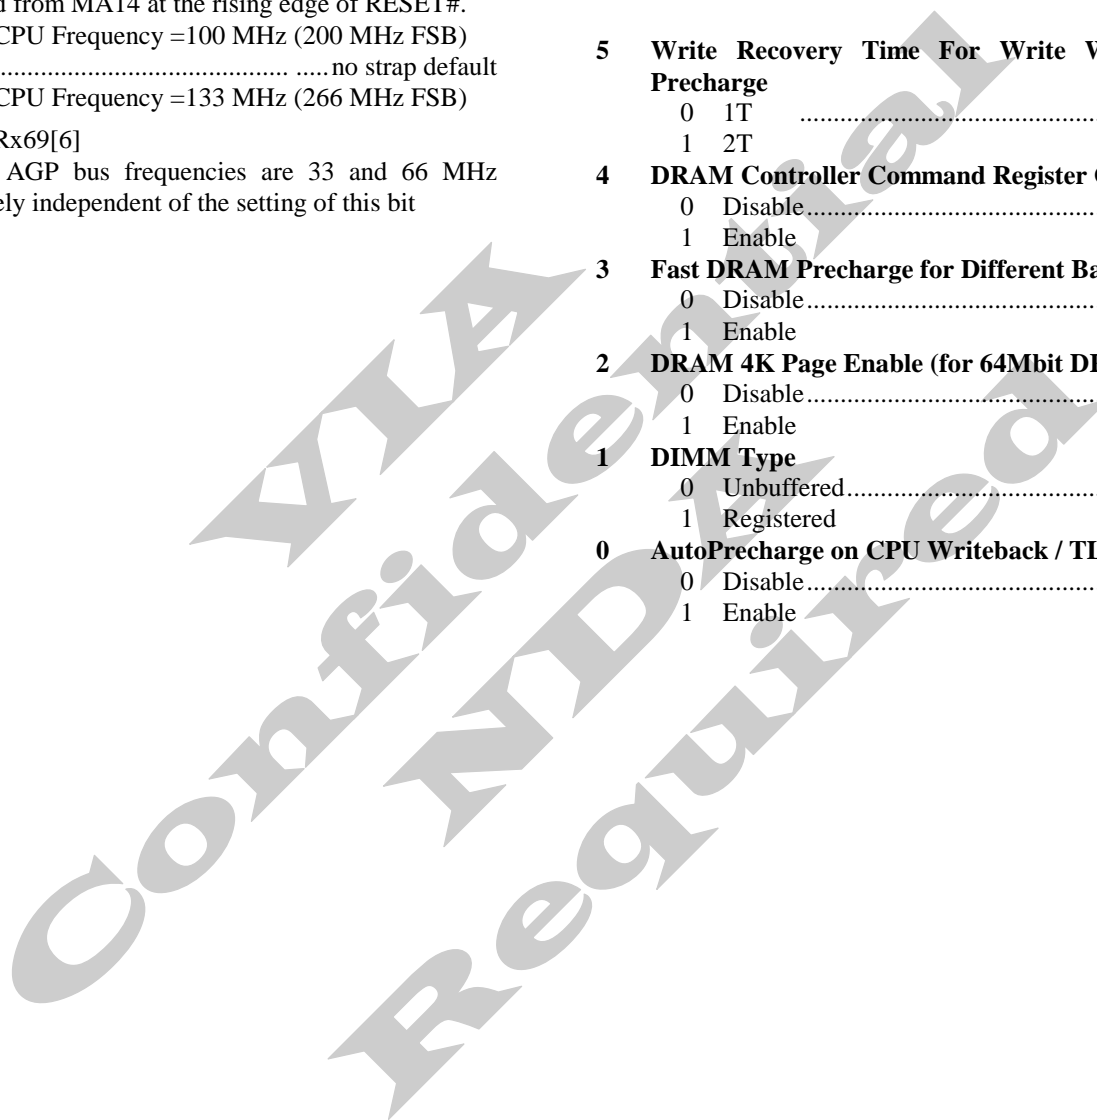 from MA14 at the rising edge of RESET#.
CPU Frequency =100 MHz (200 MHz FSB)
.......................................... .....no strap default
CPU Frequency =133 MHz (266 MHz FSB)
Rx69[6]
AGP bus frequencies are 33 and 66 MHz
independent of the setting of this bit
5 Write Recovery Time For Write
Precharge
0 1T ............................................
1 2T
4 DRAM Controller Command Register
0 Disable...........................................
1 Enable
3 Fast DRAM Precharge for Different
0 Disable...........................................
1 Enable
2 DRAM 4K Page Enable (for 64Mbit
0 Disable...........................................
1 Enable
1 DIMM Type
0 Unbuffered.....................................
1 Registered
0 AutoPrecharge on CPU Writeback /
0 Disable...........................................
1 Enable
VIA
Confidential
NDA
Required